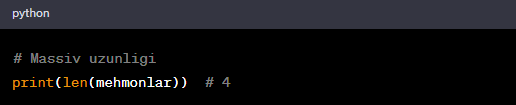 python
# Massiv uzunligi
print(len(mehmonlar))  # 4